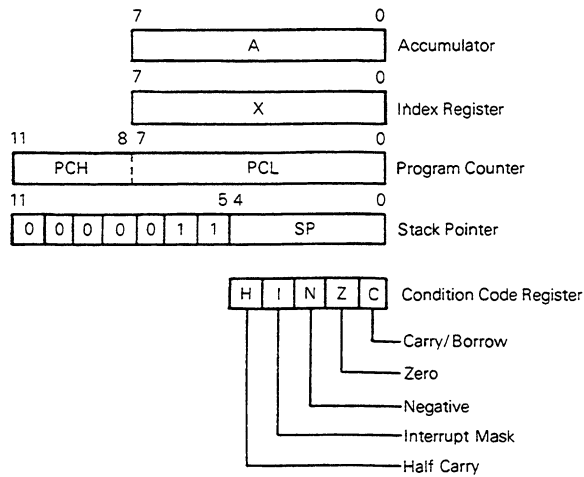 7 0
A Accumulator
7 0
X Index Register
11 8 7 0
PCH PCL Program Counter
11 5 4 0
0 0 0 0 0 1 1 SP Stack Pointer
H I N Z C Condition Code Register
Carry/Borrow
Zero
Negative
Interrupt Mask
Half Carry